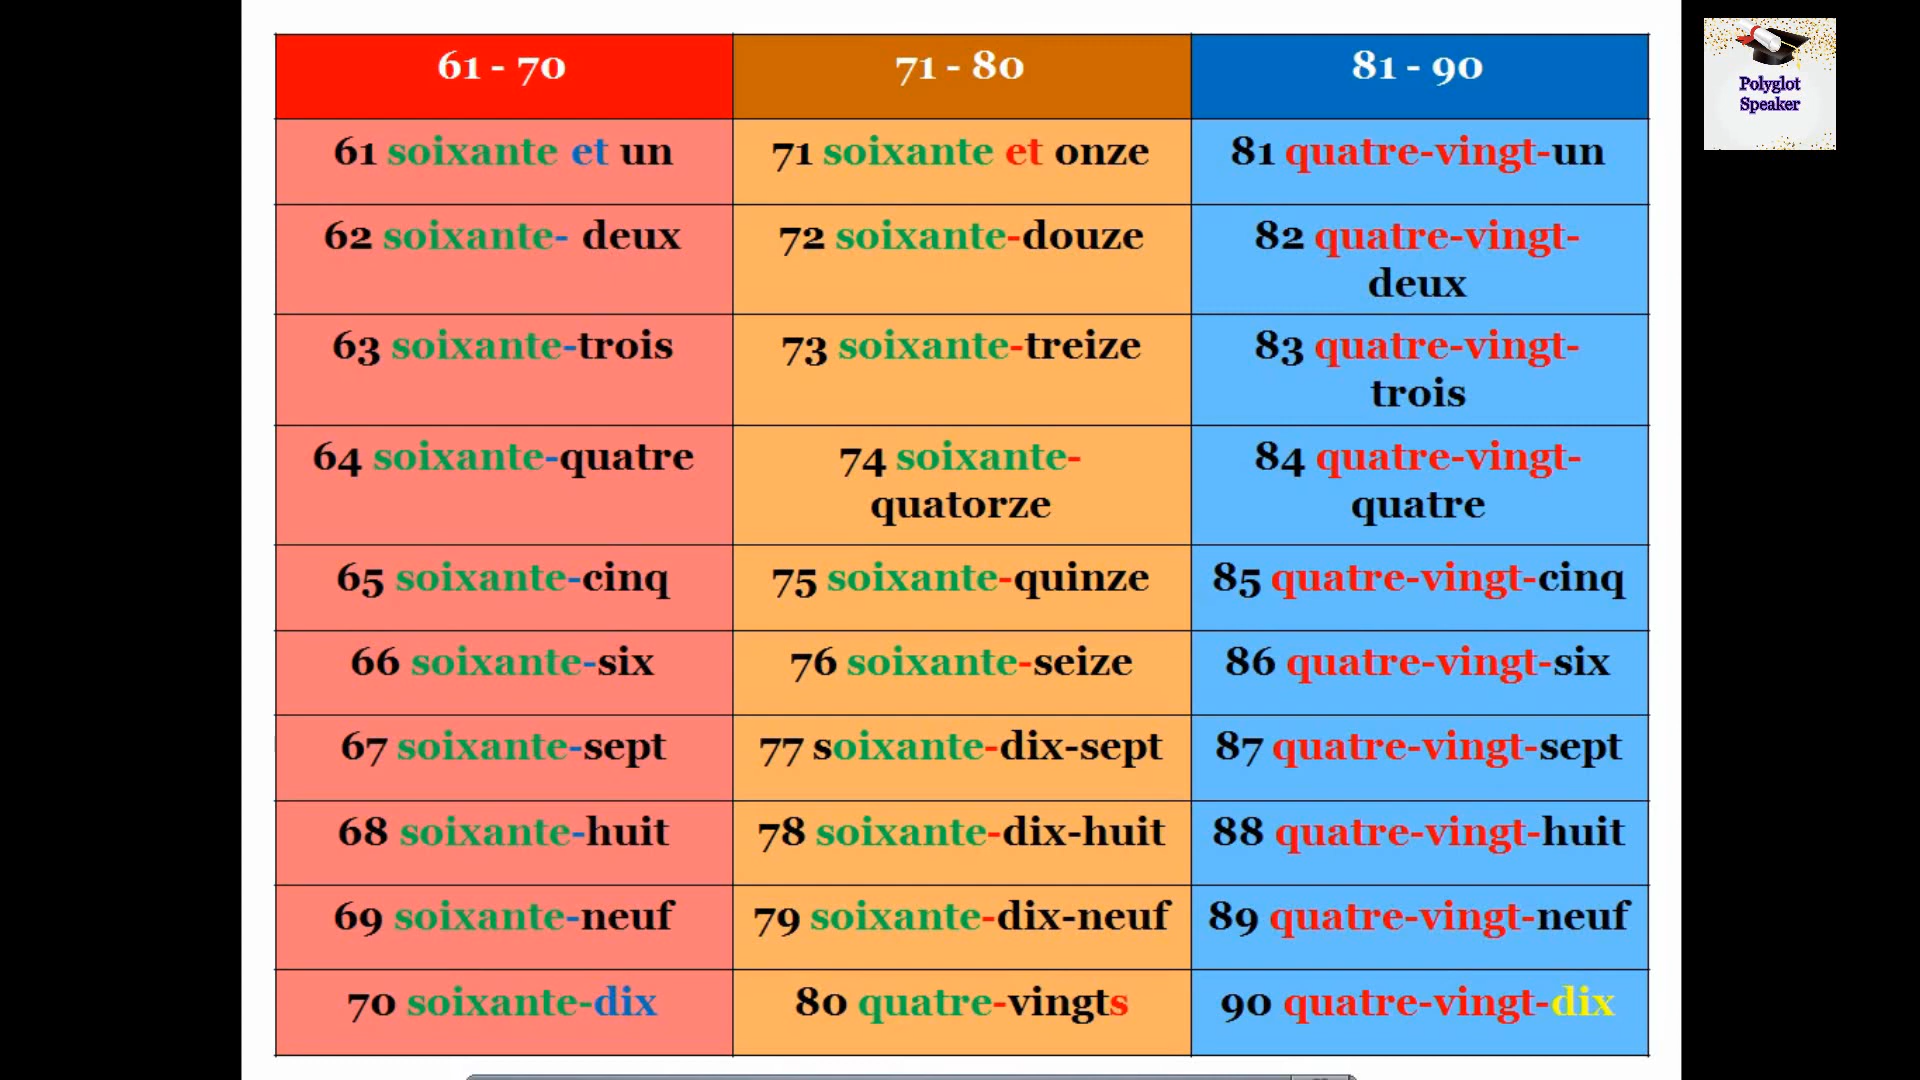 61 - 70 71 - 80 81 - 90
61 soixante et un 71 soixante et onze 81 quatre-vingt-un
62 soixante- deux 72 soixante-douze 82 quatre-vingt-
deux
63 soixante-trois 73 soixante-treize 83 quatre-vingt-
trois
64 soixante-quatre 74 soixante- 84 quatre-vingt-
quatorze quatre
65 soixante-cinq 75 soixante-quinze 85 quatre-vingt-cinq
66 soixante-six 76 soixante-seize 86 quatre-vingt-six
67 soixante-sept 77 soixante-dix-sept 87 quatre-vingt-sept
68 soixante-huit 78 soixante-dix-huit 88 quatre-vingt-huit
69 soixante-neuf 79 soixante-dix-neuf 89 quatre-vingt-neuf
70 soixante-dix 80 quatre-vingts 90 quatre-vingt-dix
Polyglot
Speaker